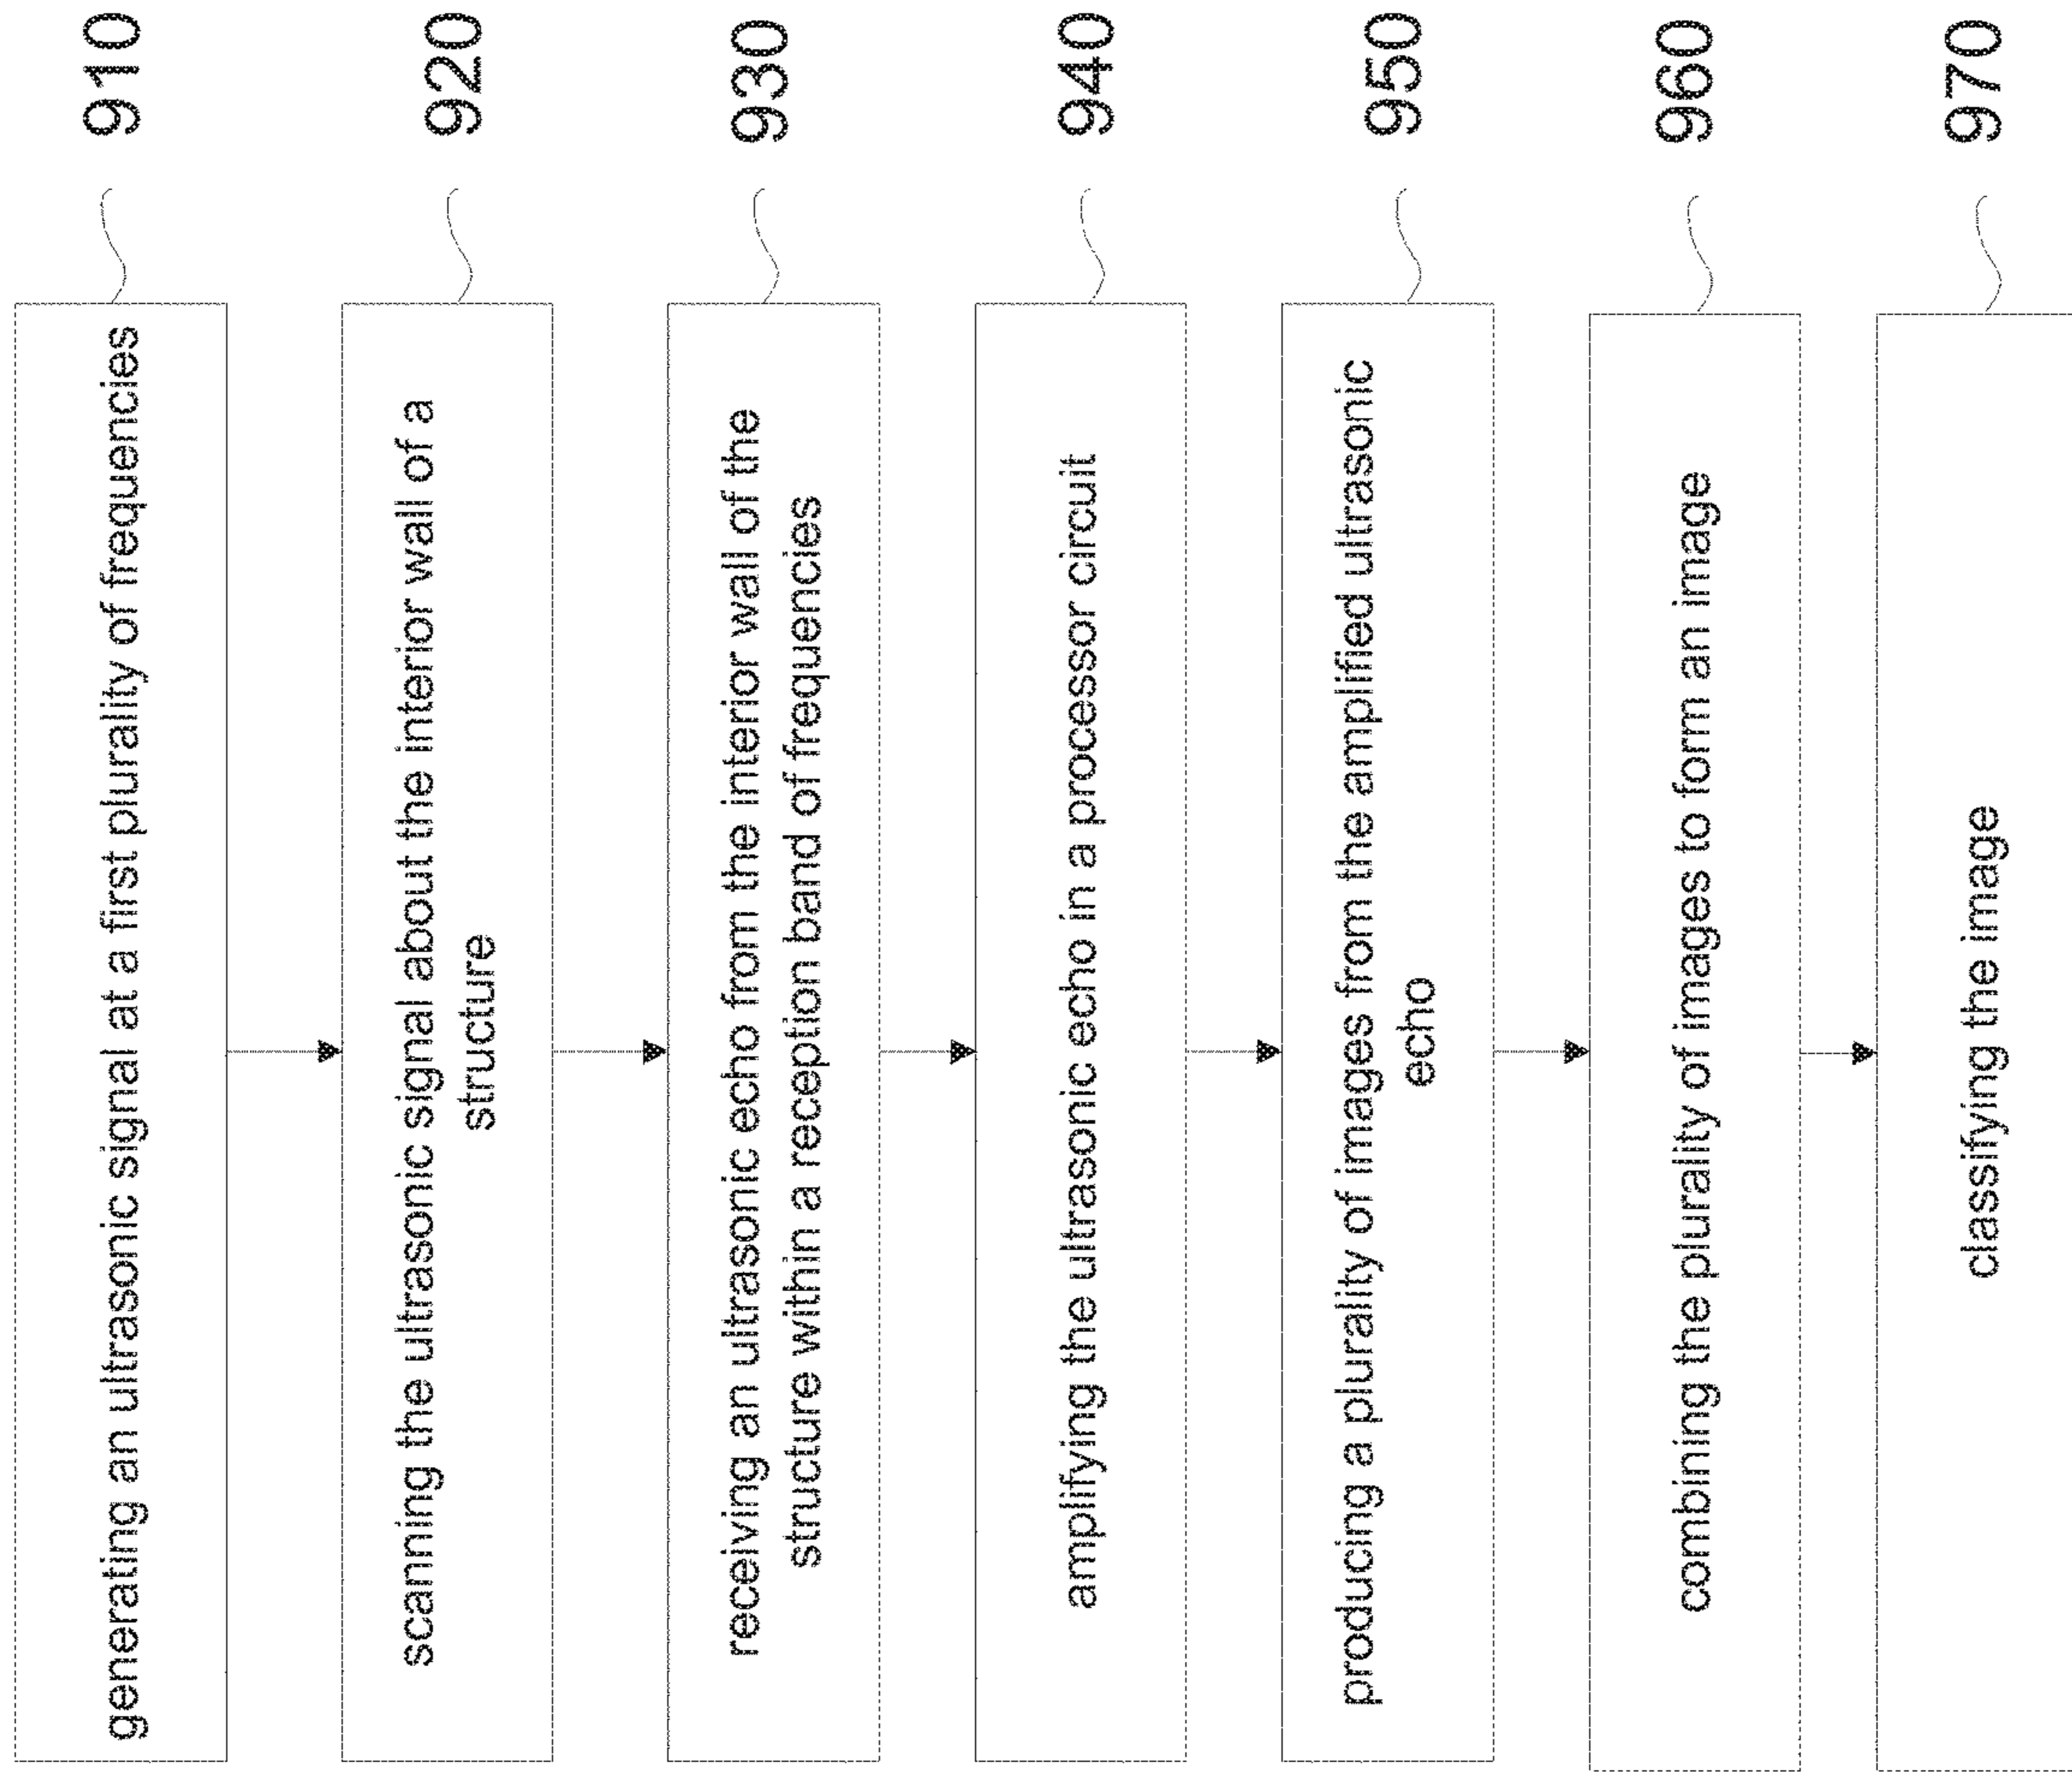 generating an ultrasonic signal at a first plurality of frequencies
910
scanning the ultrasonic signal about the interior wall of a
structure
920
receiving an ultrasonic echo from the interior wall of the
structure within a reception band of frequencies
930
amplifying the ultrasonic echo in a processor circuit
940
producing a plurality of images from the amplified ultrasonic
echo
950
combining the plurality of images to form an image
960
classifying the image
970